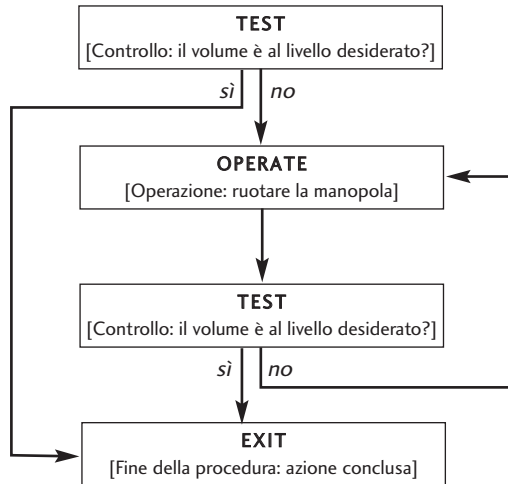 TEST
[Controllo: il volume è al livello desiderato?]
sì no
OPERATE
[Operazione: ruotare la manopola]
TEST
[Controllo: il volume è al livello desiderato?]
sì no
EXIT
[Fine della procedura: azione conclusa]